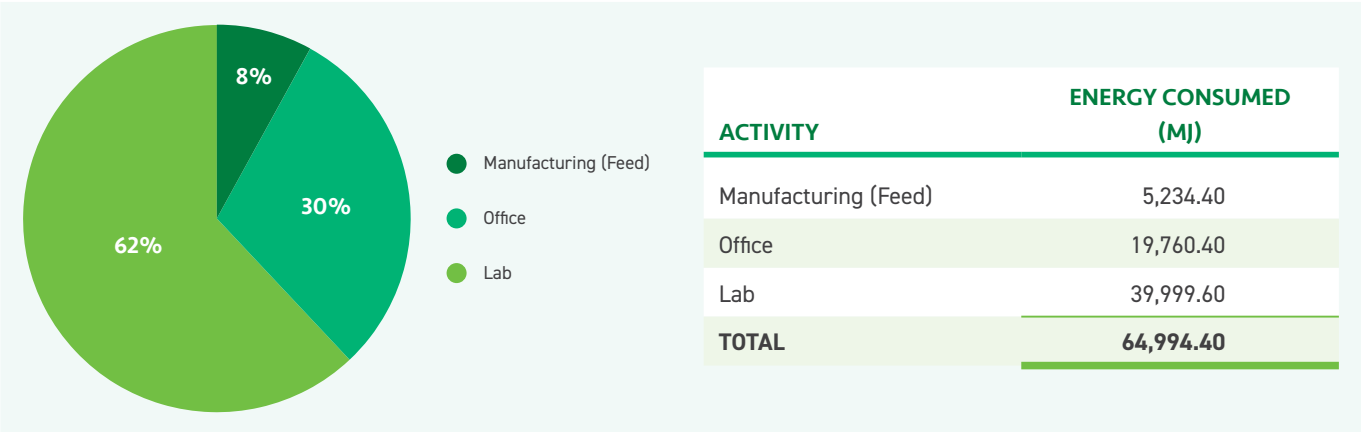 8%
30%
62%
Manufacturing (Feed)
Office
Lab
ACTIVITY
ENERGY CONSUMED
(MJ)
Manufacturing (Feed) 5,234.40
Office 19,760.40
Lab 39,999.60
TOTAL 64,994.40